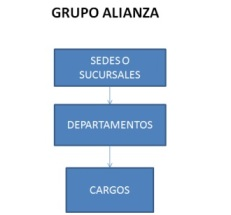 GRUPO ALIANZA
SEDES O
SUCURSALES
DEPARTAMENTOS
CARGOS